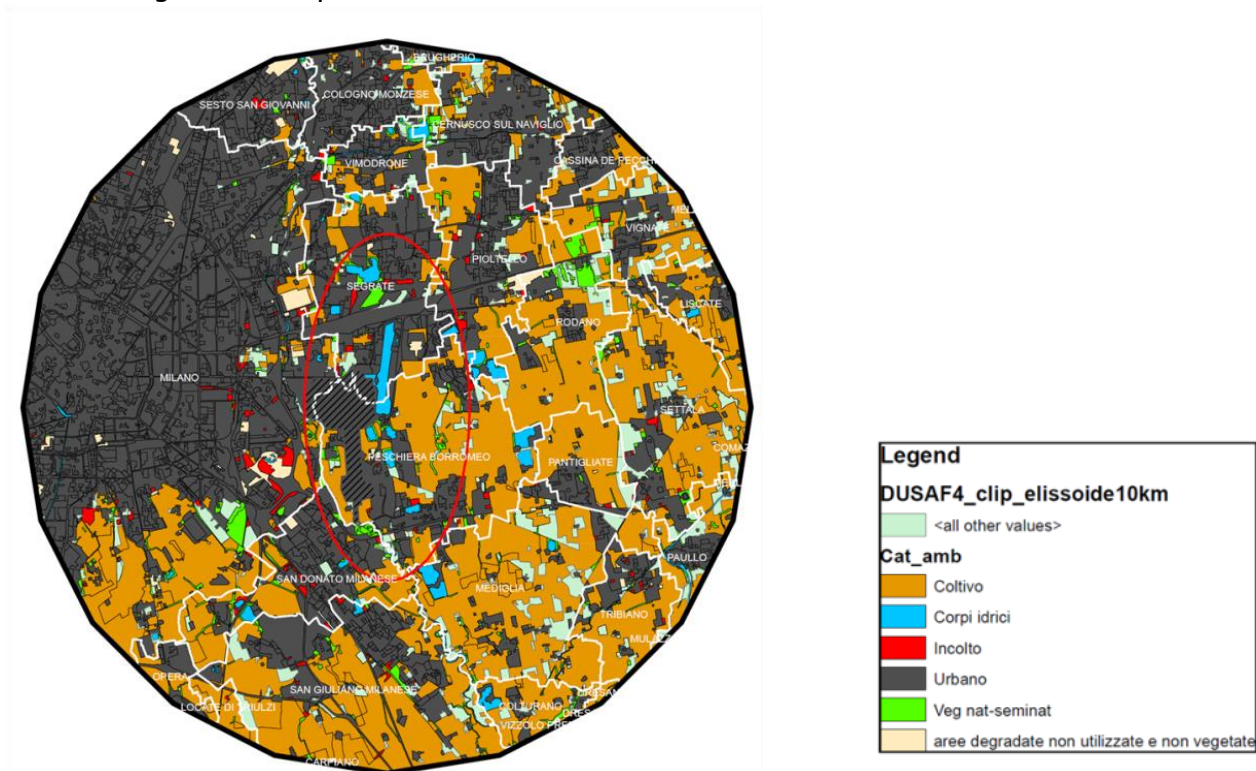 BRUGHERIO
SESTO SAN GIOVANNI
COLOGNO MONZESE
CERNUSCO SUL NAVIGLIO
VIMODRONE
CASSINA DE PECCHI
VIGNATE
PIOLTELLO
SEGRATE
LISCATE
RODANO
MILANO
SETTALA
PESCHIERA BORROMEO
PANTIGLIATE
PAULLO
SAN DONATO MILANESE
MEDIGLIA
TRIBIANO
OPERA
SAN GIULIANO MILANESE
LOCATE DI TRIULZI
COLTURANO
CARPIANO
Legend
DUSAF4_clip_elissoide10km
<all other values>
Cat_amb
Coltivo
Corpi idrici
Incolto
Urbano
Veg nat-seminat
aree degradate non utilizzate e non vegetate